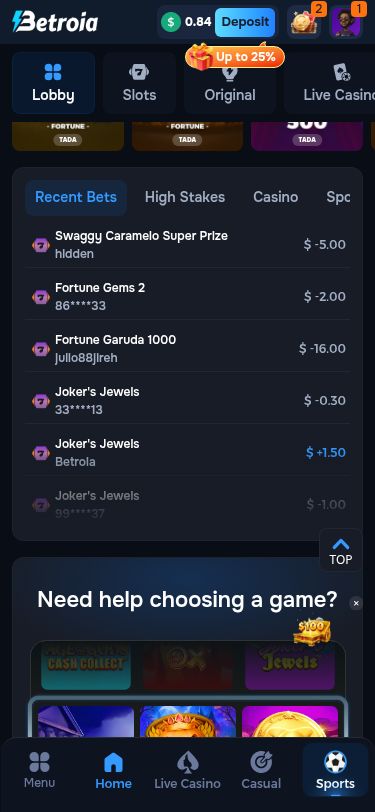 Betroia
$ 0.84 Deposit
2
1
Up to 25%
Lobby
Slots
Original
Live Casino
FORTUNE
TADA
FORTUNE
TADA
500
TADA
Recent Bets
High Stakes
Casino
Spo
Swaggy Caramelo Super Prize
hidden
$ -5.00
Fortune Gems 2
86****33
$ -2.00
Fortune Garuda 1000
julio88jireh
$ -16.00
Joker's Jewels
33****13
$ -0.30
Joker's Jewels
Betroia
$ +1.50
Joker's Jewels
99****37
$ -1.00
TOP
Need help choosing a game?
$100
CASH COLLECT
Jewels
Menu
Home
Live Casino
Casual
Sports